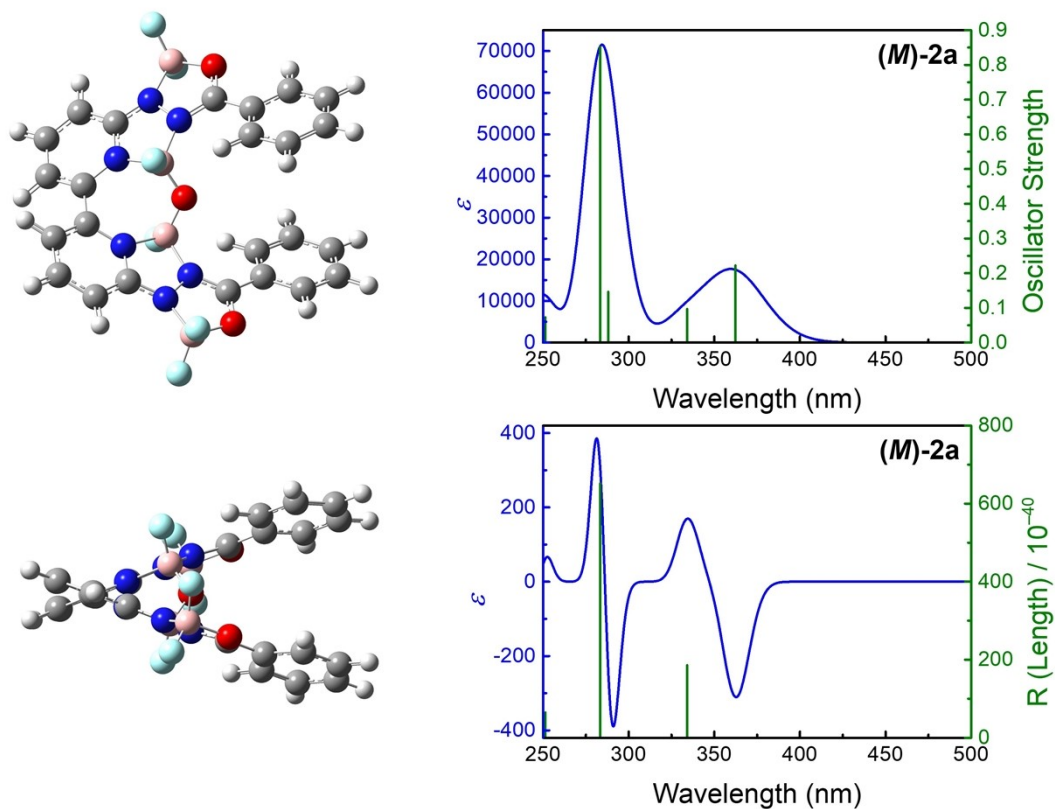 (M)-2a
70000
60000
50000
40000
30000
20000
10000
0
ε
0.9
0.8
0.7
0.6
0.5
0.4
0.3
0.2
0.1
0.0
Oscillator Strength
250 300 350 400 450 500
Wavelength (nm)
(M)-2a
400
200
0
-200
-400
ε
800
600
400
200
0
R (Length) / 10⁻⁴⁰
250 300 350 400 450 500
Wavelength (nm)